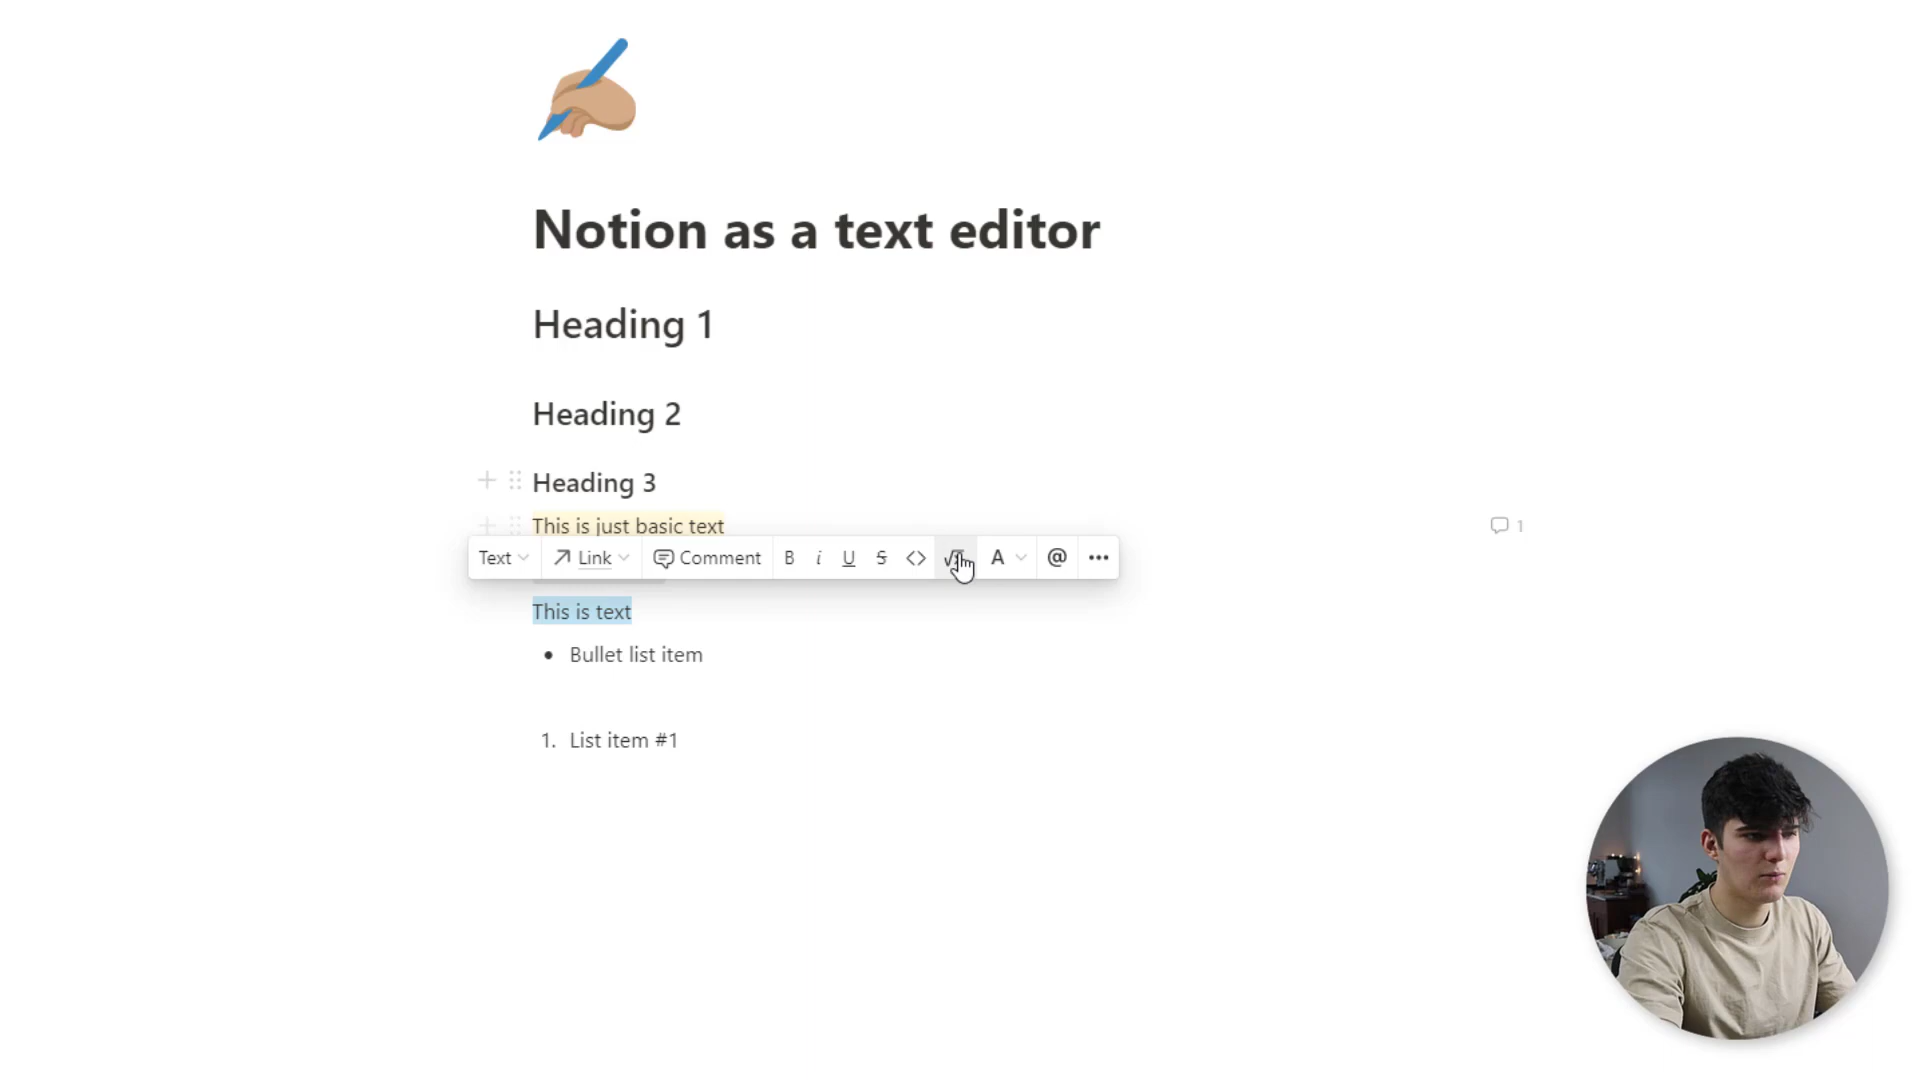 Notion as a text editor
Heading 1
Heading 2
Heading 3
This is just basic text
1
Text Link Comment B i U S <> A @ •••
This is text
• Bullet list item
1. List item #1